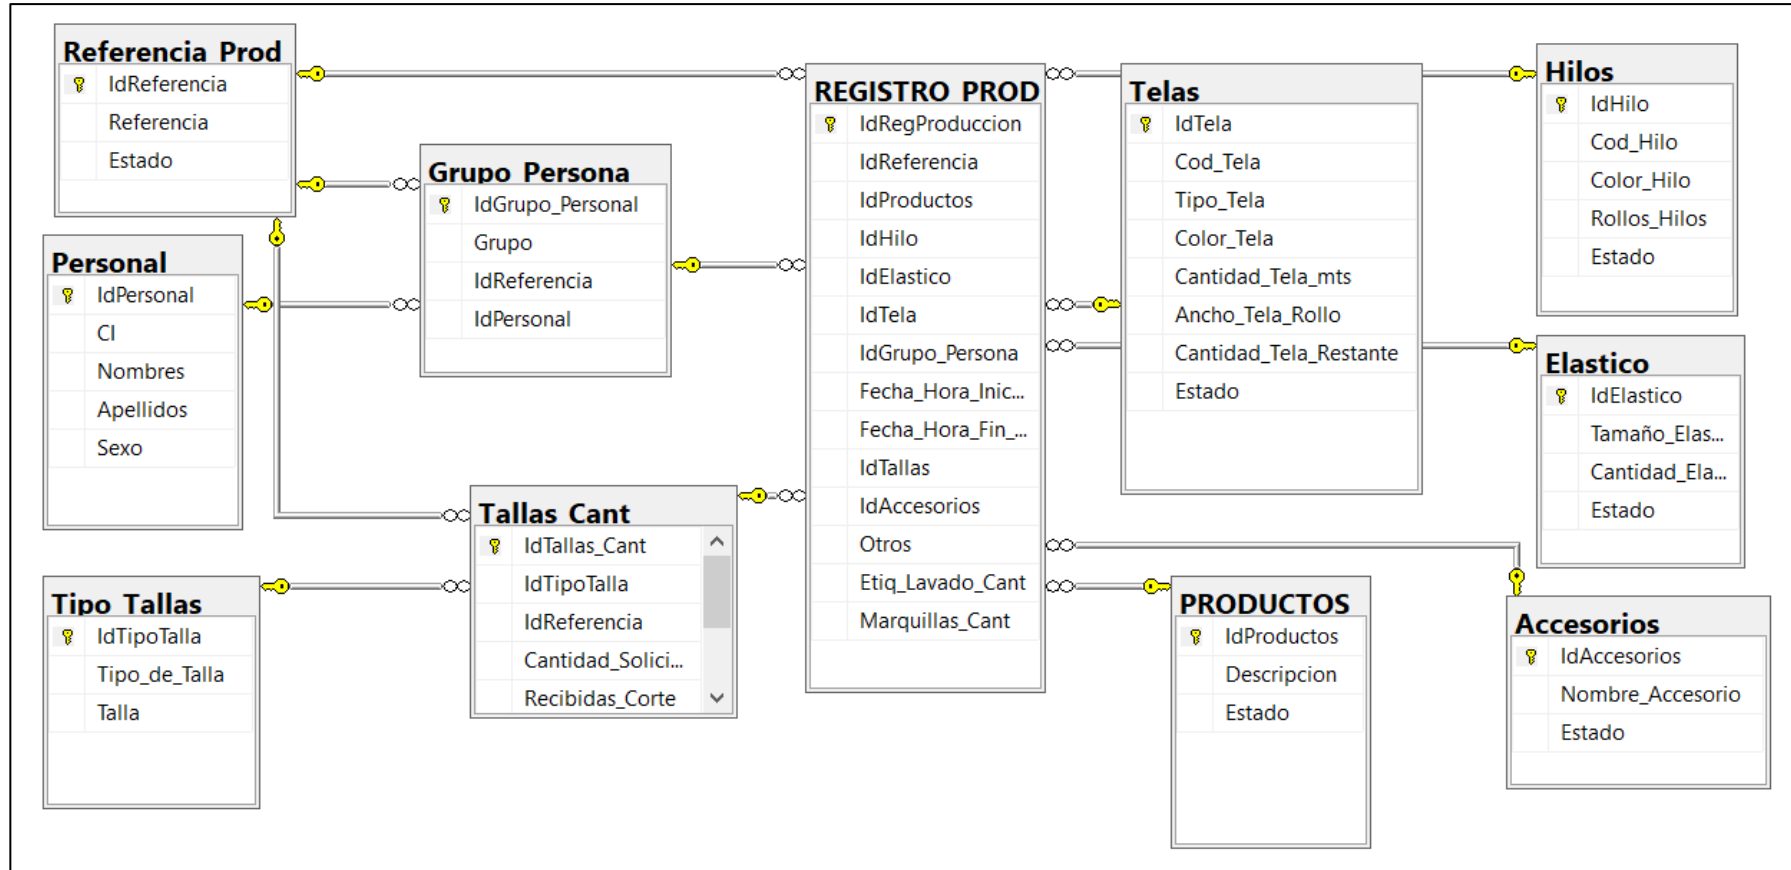 Referencia_Prod
IdReferencia
Referencia
Estado
Personal
IdPersonal
CI
Nombres
Apellidos
Sexo
Tipo_Tallas
IdTipoTalla
Tipo_de_Talla
Talla
Grupo_Persona
IdGrupo_Personal
Grupo
IdReferencia
IdPersonal
Tallas_Cant
IdTallas_Cant
IdTipoTalla
IdReferencia
Cantidad_Solici...
Recibidas_Corte
REGISTRO_PROD
IdRegProduccion
IdReferencia
IdProductos
IdHilo
IdElastico
IdTela
IdGrupo_Persona
Fecha_Hora_Inic...
Fecha_Hora_Fin_...
IdTallas
IdAccesorios
Otros
Etiq_Lavado_Cant
Marquillas_Cant
Telas
IdTela
Cod_Tela
Tipo_Tela
Color_Tela
Cantidad_Tela_mts
Ancho_Tela_Rollo
Cantidad_Tela_Restante
Estado
PRODUCTOS
IdProductos
Descripcion
Estado
Hilos
IdHilo
Cod_Hilo
Color_Hilo
Rollos_Hilos
Estado
Elastico
IdElastico
Tamaño_Elas...
Cantidad_Ela...
Estado
Accesorios
IdAccesorios
Nombre_Accesorio
Estado